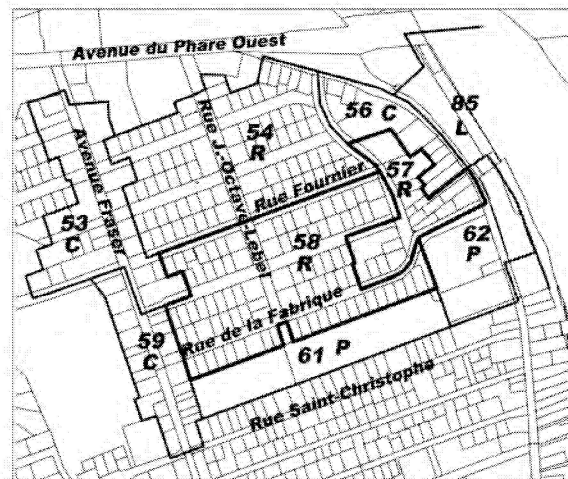 Avenue du Phare Ouest
Avenue Fraser
Rue J.-Octave-Leber
56 C
85 L
54 R
57 R
Rue Fournier
53 C
58 R
62 P
Rue de la Fabrique
59 C
61 P
Rue Saint-Christophe